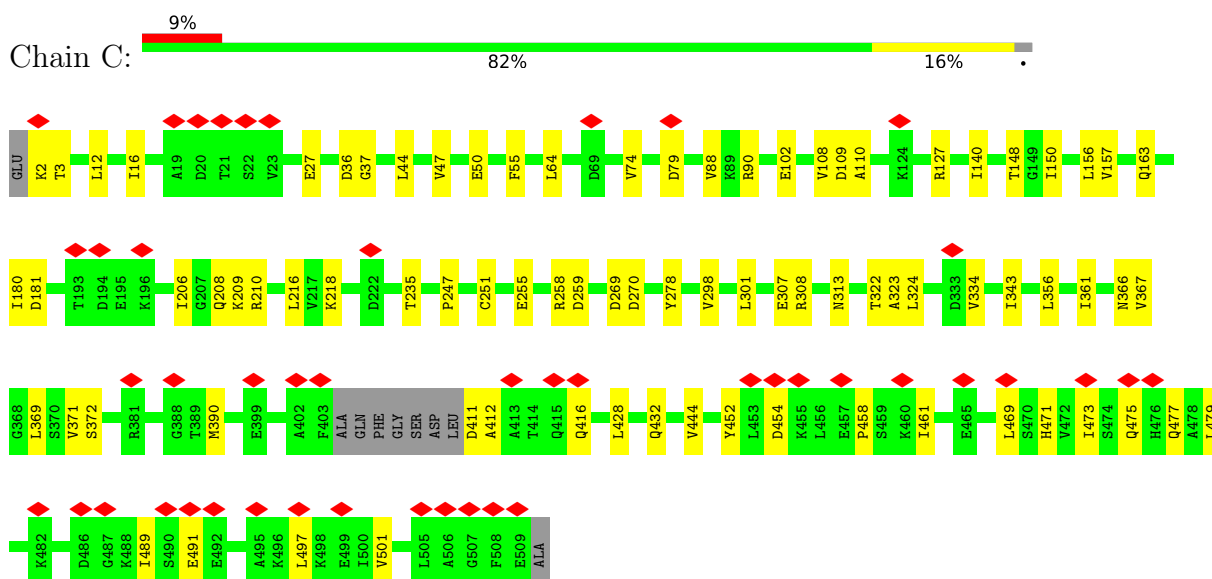 9%
Chain C:
82%
16%
•
GLU K2 T3 L12 I16 A19 D20 T21 S22 V23 E27 D36 G37 L44 V47 E50 F55 L64 D69 V74 D79 V88 K89 R90 E102 V108 D109 A110 K124 R127 I140 T148 G149 I150 L156 V157 Q163
I180 D181 T193 D194 E195 K196 I206 G207 Q208 K209 R210 L216 V217 K218 D222 T235 P247 C251 E255 R258 D259 D269 D270 Y278 V298 L301 E307 R308 N313 T322 A323 L324 D333 V334 I343 L356 I361 N366 V367
G368 L369 S370 V371 S372 R381 G388 T389 M390 E399 A402 F403 ALA GLN PHE GLY SER ASP LEU D411 A412 A413 T414 Q415 Q416 L428 Q432 V444 Y452 L453 D454 K455 L456 E457 P458 S459 K460 I461 E465 L469 S470 H471 V472 I473 S474 Q475 H476 Q477 A478 L479
K482 D486 G487 K488 I489 S490 E491 E492 A495 K496 L497 K498 E499 I500 V501 L505 A506 G507 F508 E509 ALA